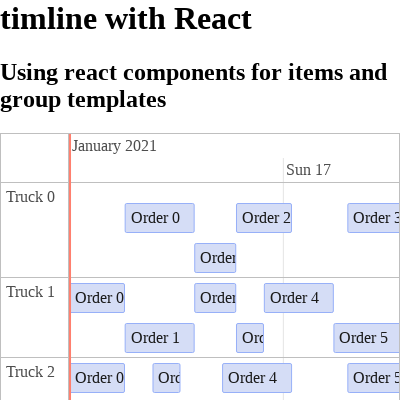 timline with React
Using react components for items and
group templates
January 2021
Sun 17
Truck 0
Order 0
Order 2
Order 3
Order
Truck 1
Order 0
Order
Order 4
Order 1
Orc
Order 5
Truck 2
Order 0
Orc
Order 4
Order 5